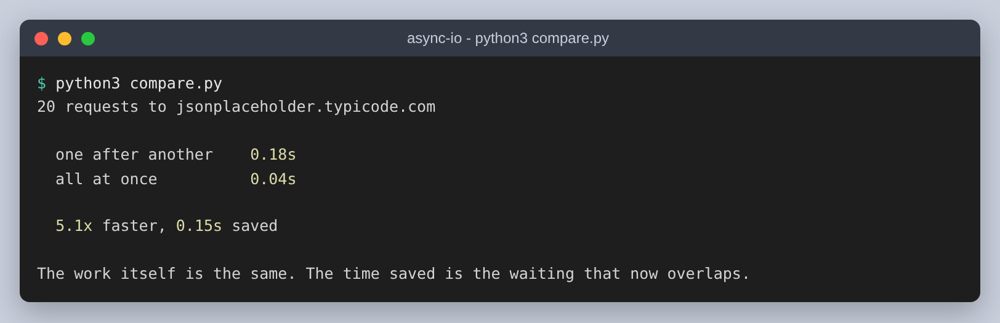 async-io - python3 compare.py
$ python3 compare.py
20 requests to jsonplaceholder.typicode.com
one after another    0.18s
all at once          0.04s
5.1x faster, 0.15s saved
The work itself is the same. The time saved is the waiting that now overlaps.